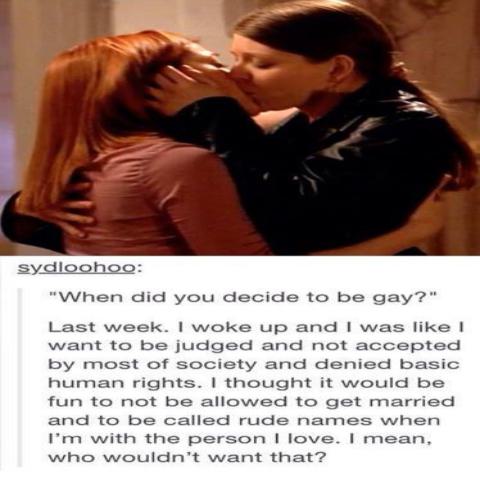 sydloohoo:
"When did you decide to be gay?"
Last week. I woke up and I was like I
want to be judged and not accepted
by most of society and denied basic
human rights. I thought it would be
fun to not be allowed to get married
and to be called rude names when
I'm with the person I love. I mean,
who wouldn't want that?